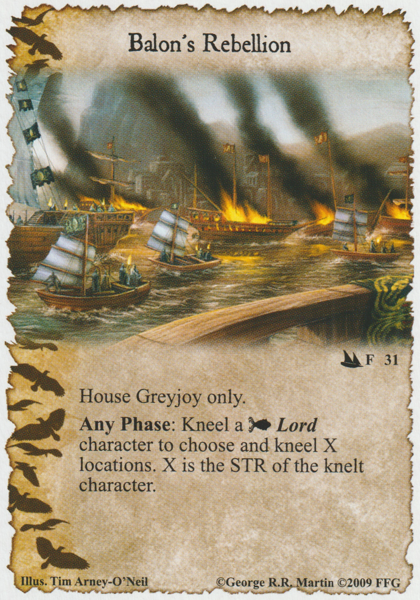 Balon's Rebellion
F 31
House Greyjoy only.
Any Phase: Kneel a Lord
character to choose and kneel X
locations. X is the STR of the knelt
character.
Illus. Tim Arney-O'Neil
©George R.R. Martin ©2009 FFG